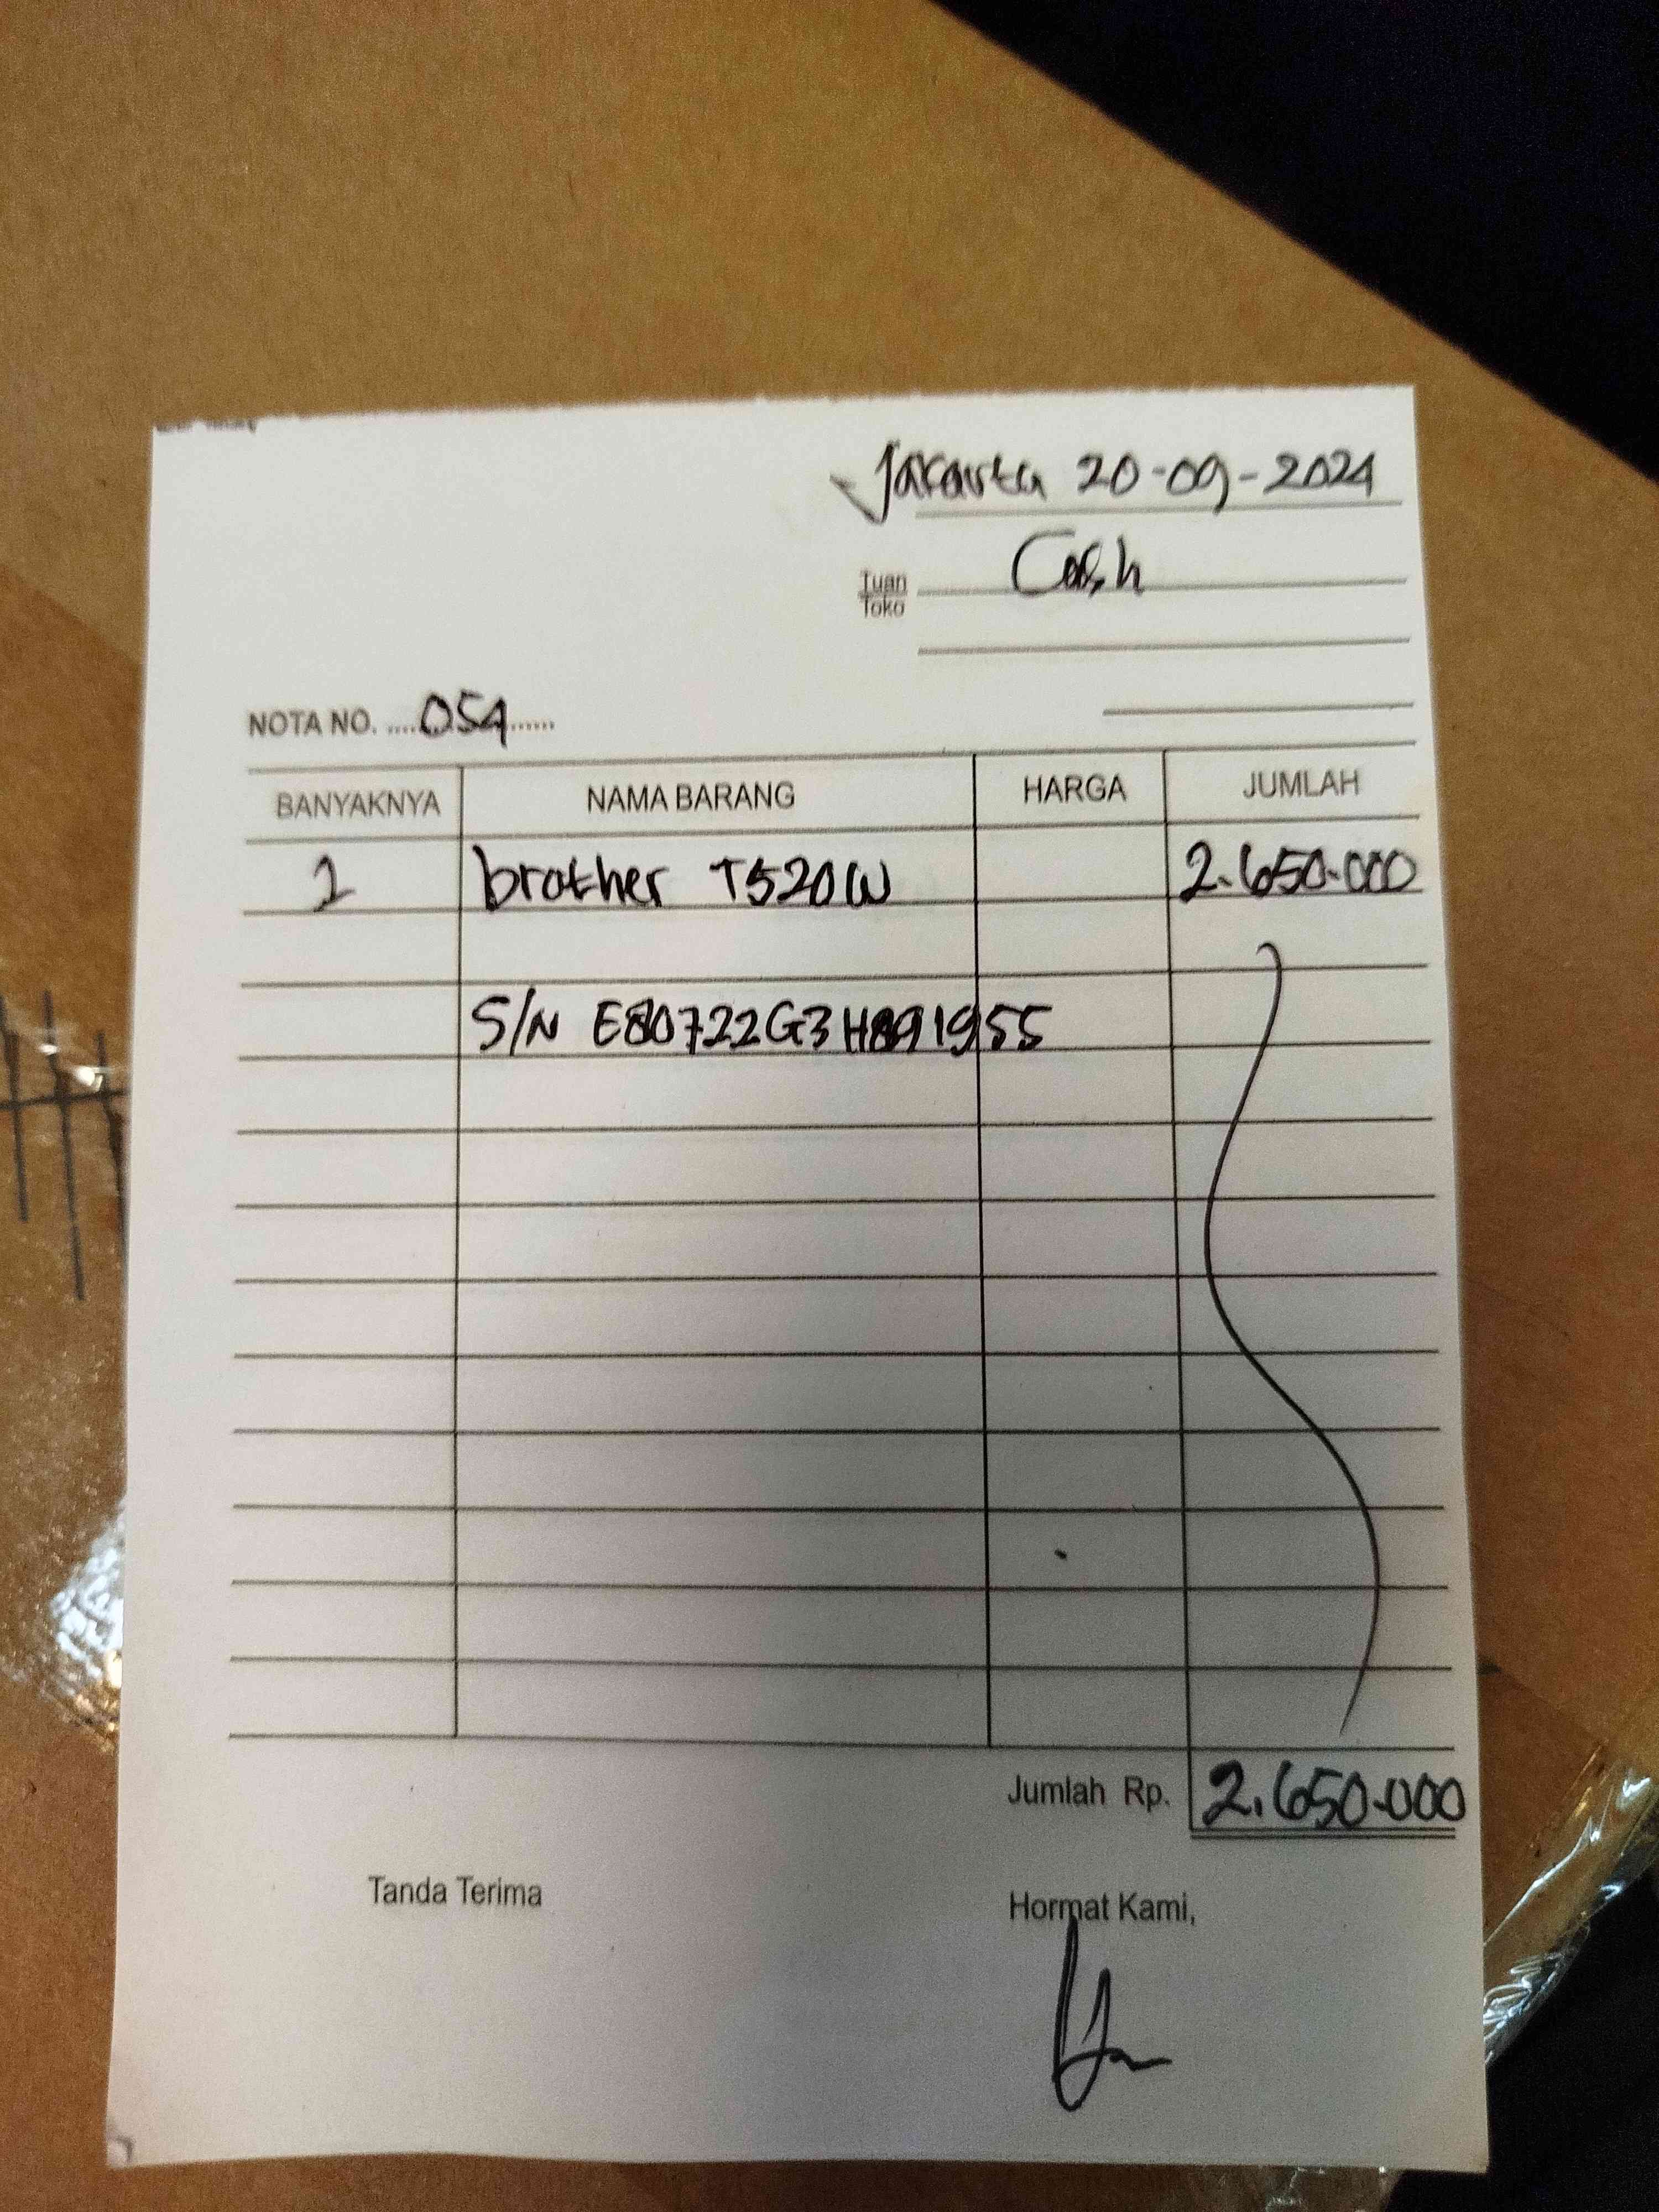 Jakarta 20-09-2024
Tuan
Toko
Cash
NOTA NO. ....054......
BANYAKNYA NAMA BARANG HARGA JUMLAH
1 brother T520W 2.650.000
S/N
Jumlah Rp. 2.650.000
Tanda Terima Hormat Kami,